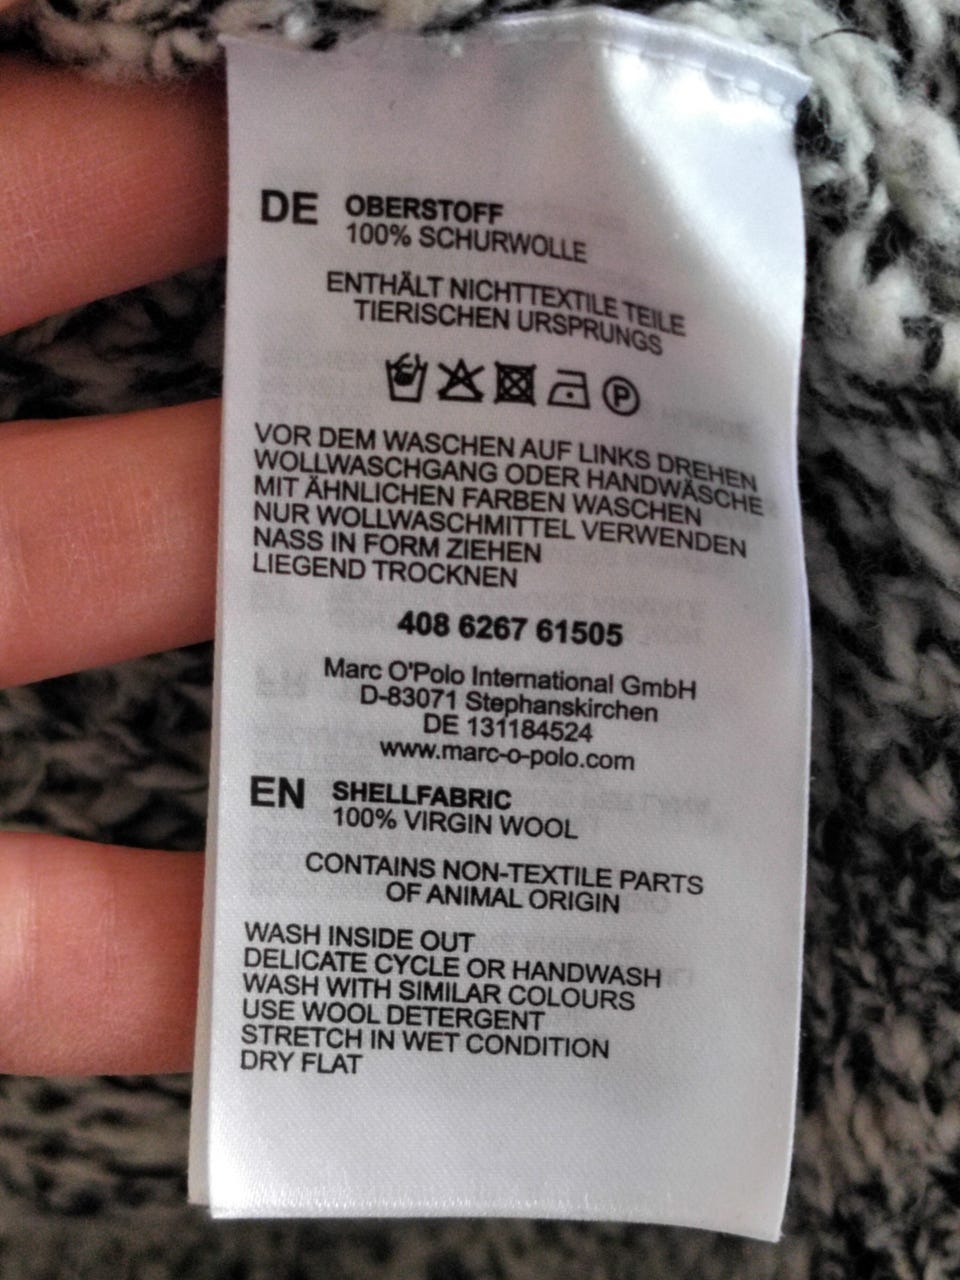 DE OBERSTOFF
100% SCHURWOLLE
ENTHÄLT NICHTTEXTILE TEILE
TIERISCHEN URSPRUNGS
P
VOR DEM WASCHEN AUF LINKS DREHEN
WOLLWASCHGANG ODER HANDWÄSCHE
MIT ÄHNLICHEN FARBEN WASCHEN
NUR WOLLWASCHMITTEL VERWENDEN
NASS IN FORM ZIEHEN
LIEGEND TROCKNEN
408 6267 61505
Marc O'Polo International GmbH
D-83071 Stephanskirchen
DE 131184524
www.marc-o-polo.com
EN SHELLFABRIC
100% VIRGIN WOOL
CONTAINS NON-TEXTILE PARTS
OF ANIMAL ORIGIN
WASH INSIDE OUT
DELICATE CYCLE OR HANDWASH
WASH WITH SIMILAR COLOURS
USE WOOL DETERGENT
STRETCH IN WET CONDITION
DRY FLAT